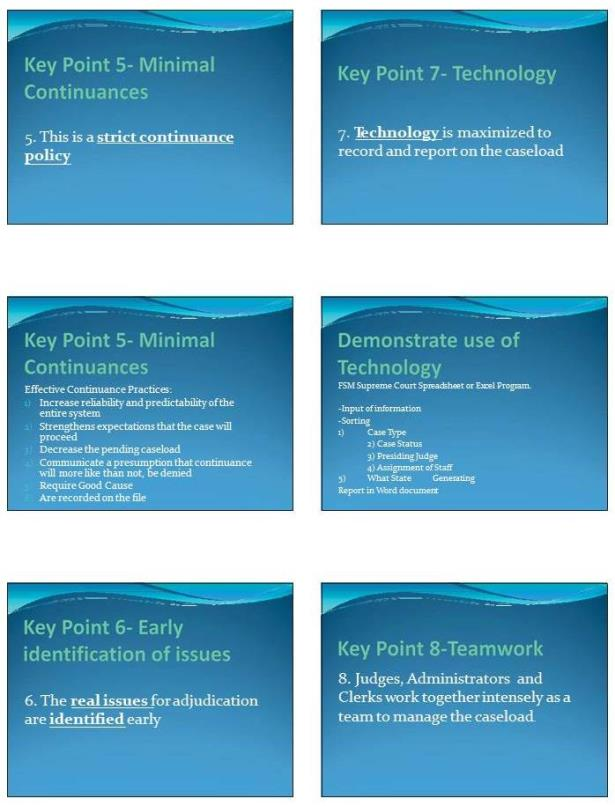 Key Point 5- Minimal
Continuances
5. This is a strict continuance
policy
Key Point 5- Minimal
Continuances
Effective Continuance Practices:
1) Increase reliability and predictability of the
entire system
2) Strengthens expectations that the case will
proceed
3) Decrease the pending caseload
4) Communicate a presumption that continuance
will more like than not, be denied
Require Good Cause
Are recorded on the file
Key Point 6- Early
identification of issues
6. The real issues for adjudication
are identified early
Key Point 7- Technology
7. Technology is maximized to
record and report on the caseload
Demonstrate use of
Technology
FSM Supreme Court Spreadsheet or Excel Program.
-Input of information
-Sorting
1) Case Type
2) Case Status
3) Presiding Judge
4) Assignment of Staff
5) What State Generating
Report in Word document
Key Point 8-Teamwork
8. Judges, Administrators and
Clerks work together intensely as a
team to manage the caseload